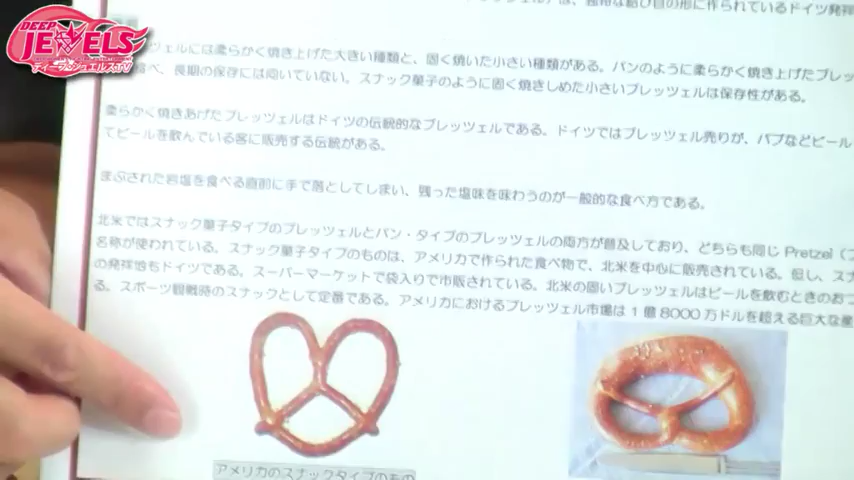 DEEP
JEWELS
ディープジュエルスtv
は、独特な結び目の形に作られているドイツ発祥
ツェルには柔らかく焼き上げた大きい種類と、固く焼いた小さい種類がある。パンのように柔らかく焼き上げたブレッ
べ、長期の保存には向いていない。スナック菓子のように固く焼きしめた小さいブレッツェルは保存性がある。
柔らかく焼きあげたブレッツェルはドイツの伝統的なブレッツェルである。ドイツではブレッツェル売りが、パブなどビール
てビールを飲んでいる客に販売する伝統がある。
まぶされた岩塩を食べる直前に手で落としてしまい、残った塩味を味わうのが一般的な食べ方である。
北米ではスナック菓子タイプのブレッツェルとパン・タイプのブレッツェルの両方が普及しており、どちらも同じ Pretzel（
名称が使われている。スナック菓子タイプのものは、アメリカで作られた食べ物で、北米を中心に販売されている。但し、スナ
の発祥地もドイツである。スーパーマーケットで袋入りで市販されている。北米の固いブレッツェルはビールを飲むときのおつ
る。スポーツ観戦時のスナックとして定番である。アメリカにおけるブレッツェル市場は 1 億 8000 万ドルを超える巨大な産
アメリカのスナックタイプのもの